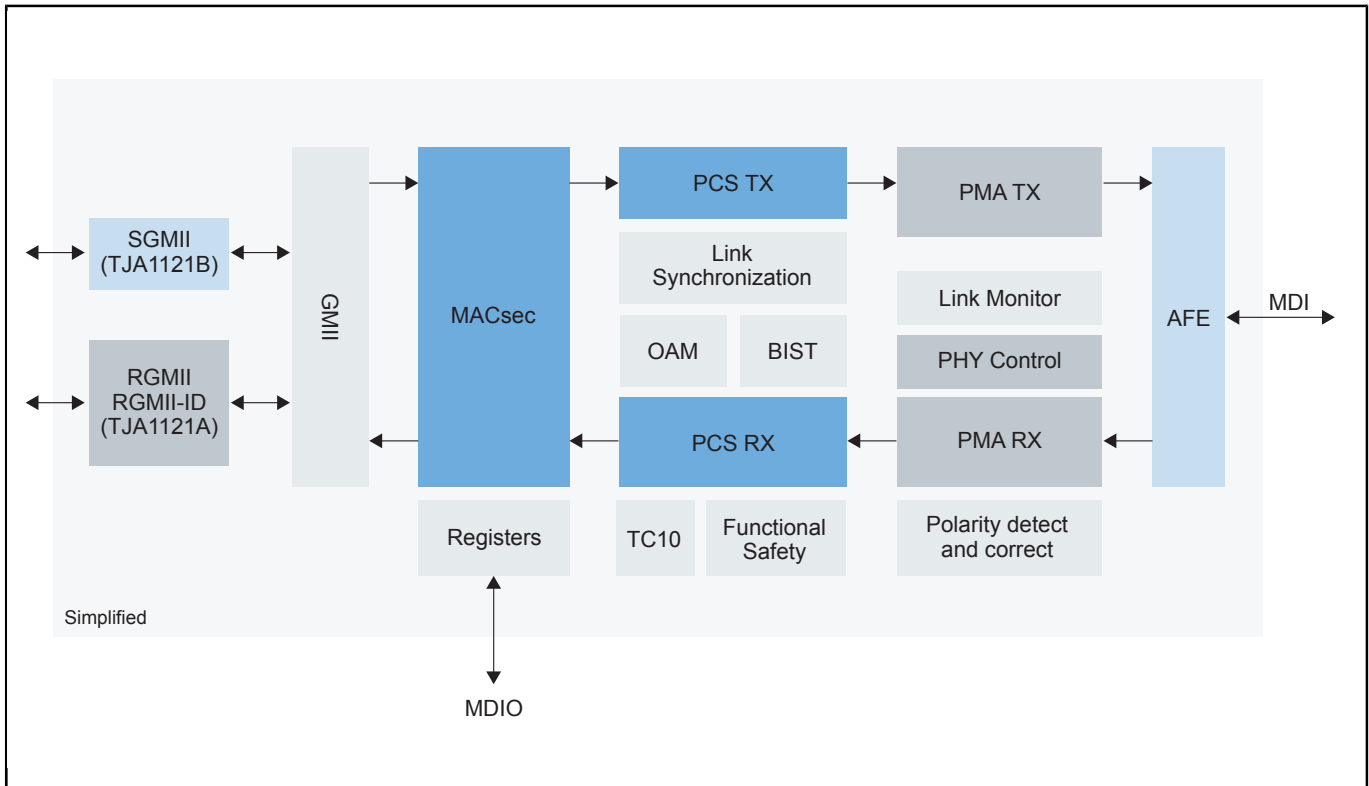 SGMII
(TJA1121B)
RGMII
RGMII-ID
(TJA1121A)
GMII
MACsec
Registers
MDIO
PCS TX
Link
Synchronization
OAM
BIST
PCS RX
TC10
Functional
Safety
PMA TX
Link Monitor
PHY Control
PMA RX
Polarity detect
and correct
AFE
MDI
Simplified